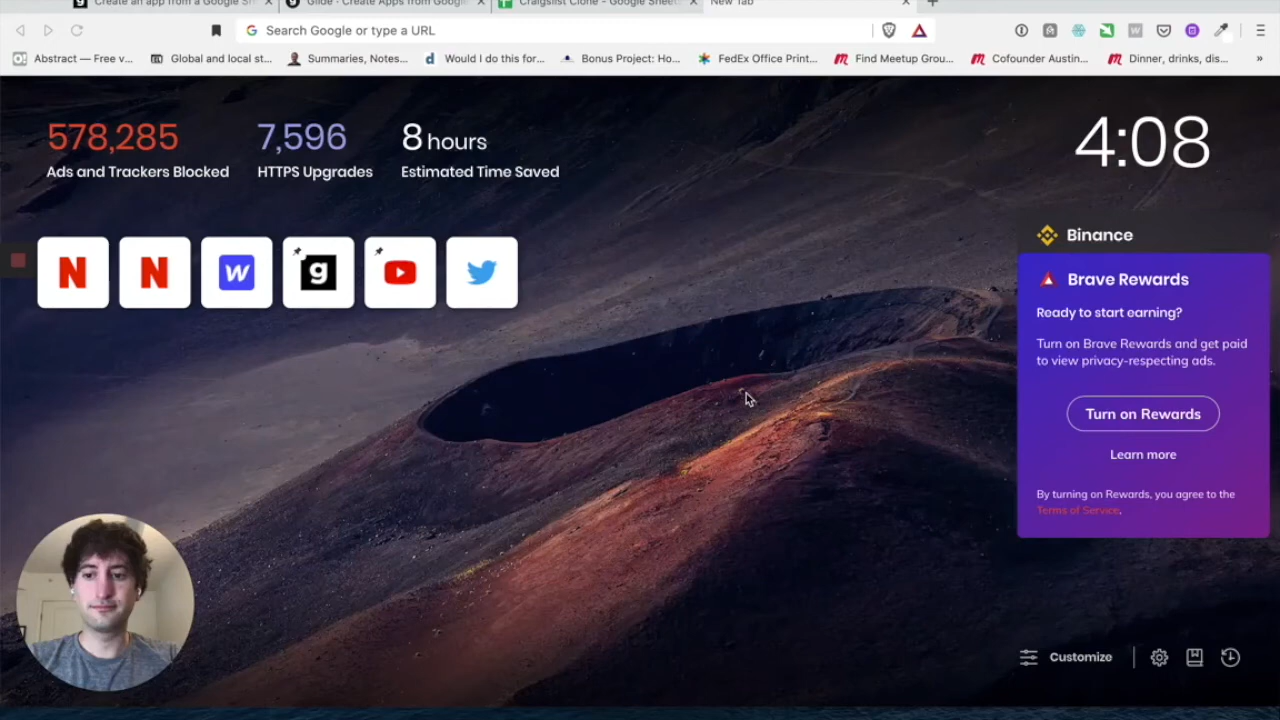 Create an app from a Google Sh
Glide · Create Apps from Google
Craigslist Clone - Google Sheets
New Tab
Search Google or type a URL
Abstract — Free v...
Global and local st...
Summaries, Notes...
Would I do this for...
Bonus Project: Ho...
FedEx Office Print...
Find Meetup Grou...
Cofounder Austin...
Dinner, drinks, dis...
»
578,285
Ads and Trackers Blocked
7,596
HTTPS Upgrades
8 hours
Estimated Time Saved
4:08
N
N
w
g
Binance
Brave Rewards
Ready to start earning?
Turn on Brave Rewards and get paid
to view privacy-respecting ads.
Turn on Rewards
Learn more
By turning on Rewards, you agree to the
Terms of Service.
Customize